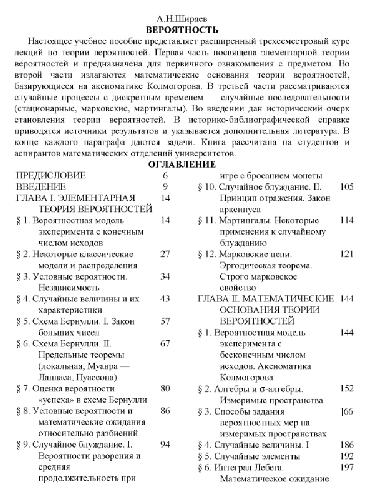 А.Н.Ширяев
ВЕРОЯТНОСТЬ
Настоящее учебное пособие представляет расширенный трехсеместровый курс
лекций по теории вероятностей. Первая часть посвящена элементарной теории
вероятностей и предназначена для первичного ознакомления с предметом. Во
второй части излагаются математические основания теории вероятностей,
базирующиеся на аксиоматике Колмогорова. В третьей части рассматриваются
случайные процессы с дискретным временем — случайные последовательности
(стационарные, марковские, мартингалы). Во введении дан исторический очерк
становления теории вероятностей. В историко-библиографической справке
приводятся источники результатов и указывается дополнительная литература. В
конце каждого параграфа даются задачи. Книга рассчитана на студентов и
аспирантов математических отделений университетов.
ОГЛАВЛЕНИЕ
ПРЕДИСЛОВИЕ 6
ВВЕДЕНИЕ 9
ГЛАВА I. ЭЛЕМЕНТАРНАЯ 14
ТЕОРИЯ ВЕРОЯТНОСТЕЙ
§ 1. Вероятностная модель 14
эксперимента с конечным
числом исходов
§ 2. Некоторые классические 27
модели и распределения
§ 3. Условные вероятности. 34
Независимость
§ 4. Случайные величины и их 43
характеристики
§ 5. Схема Бернулли. I. Закон 57
больших чисел
§ 6. Схема Бернулли. II. 67
Предельные теоремы
(локальная, Муавра —
Лапласа, Пуассона)
§ 7. Оценка вероятности 80
«успеха» в схеме Бернулли
§ 8. Условные вероятности и 86
математические ожидания
относительно разбиений
§ 9. Случайное блуждание. I. 94
Вероятности разорения и
средняя
продолжительность при
игре с бросанием монеты
§ 10. Случайное блуждание. II. 105
Принцип отражения. Закон
арксинуса
§ 11. Мартингалы. Некоторые 114
применения к случайному
блужданию
§ 12. Марковские цепи. 121
Эргодическая теорема.
Строго марковское
свойство
ГЛАВА II. МАТЕМАТИЧЕСКИЕ 144
ОСНОВАНИЯ ТЕОРИИ
ВЕРОЯТНОСТЕЙ
§ 1. Вероятностная модель 144
эксперимента с
бесконечным числом
исходов. Аксиоматика
Колмогорова
§ 2. Алгебры и σ-алгебры. 152
Измеримые пространства
§ 3. Способы задания 166
вероятностных мер на
измеримых пространствах
§ 4. Случайные величины. I 186
§ 5. Случайные элементы 192
§ 6. Интеграл Лебега. 197
Математическое ожидание